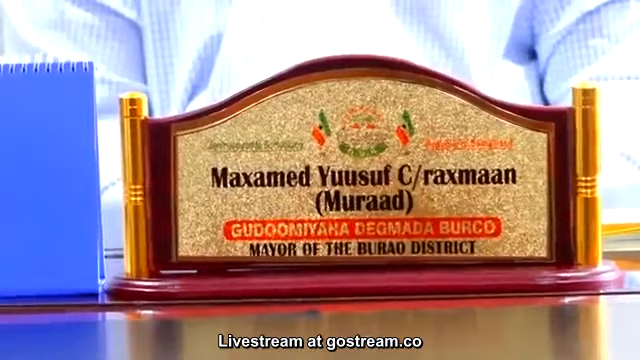 Maxamed Yuusuf C/raxmaan
(Muraad)
GUDOOMIYAHA DEGMADA BURCO
MAYOR OF THE BURAO DISTRICT
Livestream at gostream.co